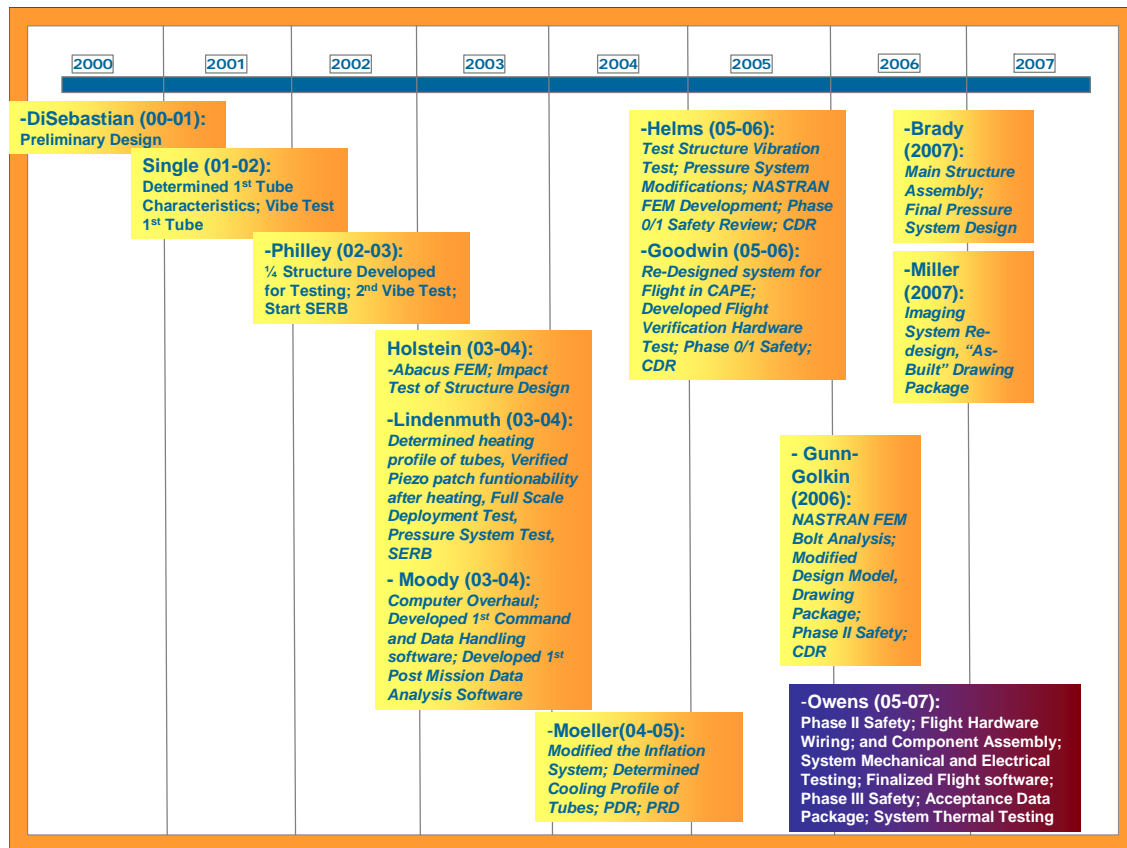 2000 2001 2002 2003 2004 2005 2006 2007
-DiSebastian (00-01):
Preliminary Design
Single (01-02):
Determined 1st Tube
Characteristics; Vibe Test
1st Tube
-Philley (02-03):
¼ Structure Developed
for Testing; 2nd Vibe Test;
Start SERB
Holstein (03-04):
-Abacus FEM; Impact
Test of Structure Design
-Lindenmuth (03-04):
Determined heating
profile of tubes, Verified
Piezo patch funtionability
after heating, Full Scale
Deployment Test,
Pressure System Test,
SERB
- Moody (03-04):
Computer Overhaul;
Developed 1st Command
and Data Handling
software; Developed 1st
Post Mission Data
Analysis Software
-Moeller(04-05):
Modified the Inflation
System; Determined
Cooling Profile of
Tubes; PDR; PRD
-Helms (05-06):
Test Structure Vibration
Test; Pressure System
Modifications; NASTRAN
FEM Development; Phase
0/1 Safety Review; CDR
-Goodwin (05-06):
Re-Designed system for
Flight in CAPE;
Developed Flight
Verification Hardware
Test; Phase 0/1 Safety;
CDR
-Brady
(2007):
Main Structure
Assembly;
Final Pressure
System Design
-Miller
(2007):
Imaging
System Re-
design, “As-
Built” Drawing
Package
- Gunn-
Golkin
(2006):
NASTRAN FEM
Bolt Analysis;
Modified
Design Model,
Drawing
Package;
Phase II Safety;
CDR
-Owens (05-07):
Phase II Safety; Flight Hardware
Wiring; and Component Assembly;
System Mechanical and Electrical
Testing; Finalized Flight software;
Phase III Safety; Acceptance Data
Package; System Thermal Testing